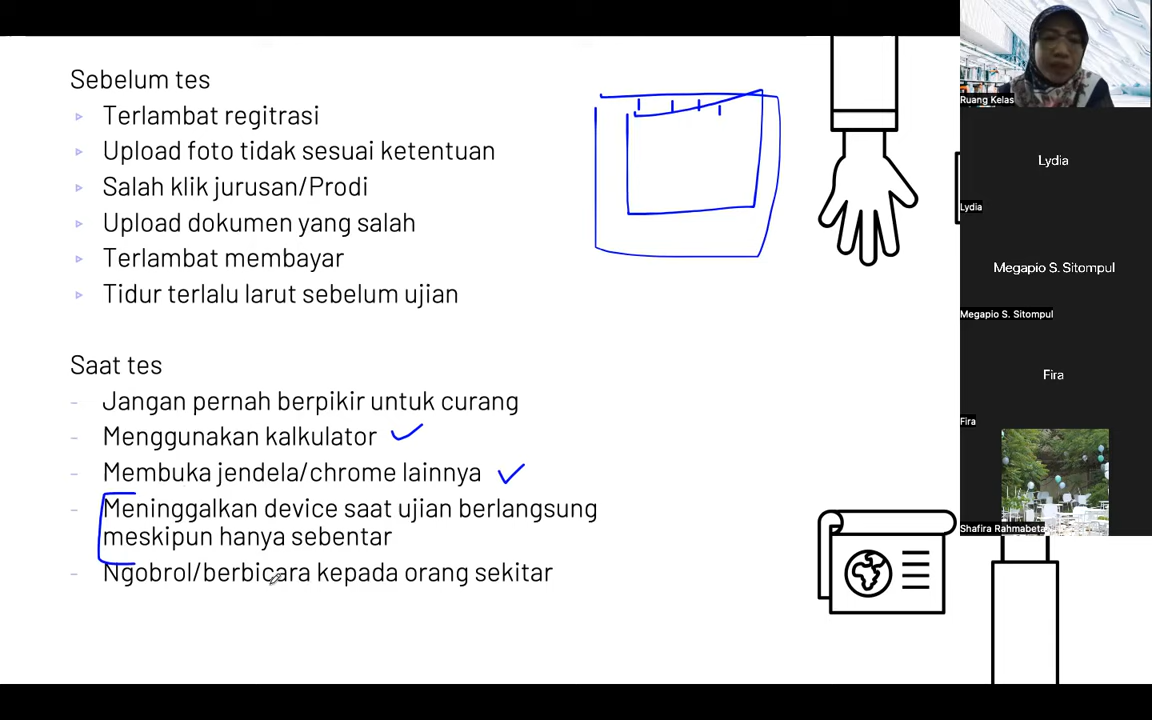 Sebelum tes
Terlambat regitrasi
Upload foto tidak sesuai ketentuan
Salah klik jurusan/Prodi
Upload dokumen yang salah
Terlambat membayar
Tidur terlalu larut sebelum ujian
Saat tes
- Jangan pernah berpikir untuk curang
- Menggunakan kalkulator
- Membuka jendela/chrome lainnya
- Meninggalkan device saat ujian berlangsung
meskipun hanya sebentar
- Ngobrol/berbicara kepada orang sekitar
Ruang Kelas
Lydia
Lydia
Megapio S. Sitompul
Megapio S. Sitompul
Fira
Fira
Shafira Rahmabeta